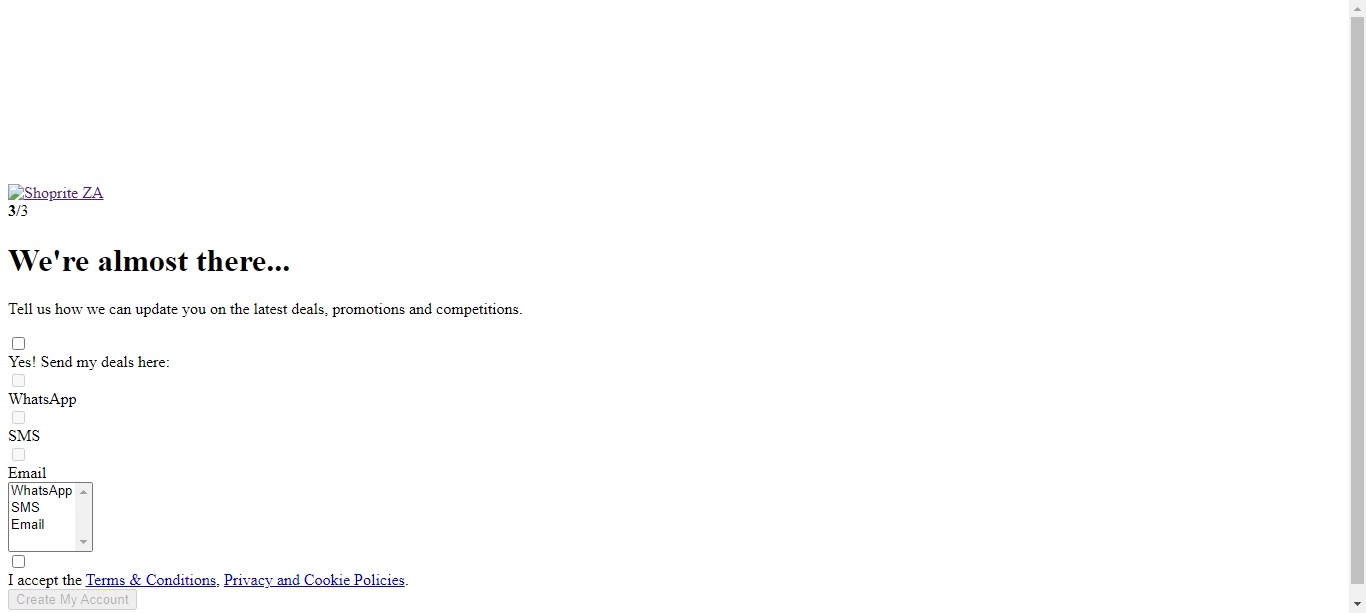 Shoprite ZA
3/3
We're almost there...
Tell us how we can update you on the latest deals, promotions and competitions.
Yes! Send my deals here:
WhatsApp
SMS
Email
WhatsApp
SMS
Email
I accept the Terms & Conditions, Privacy and Cookie Policies.
Create My Account